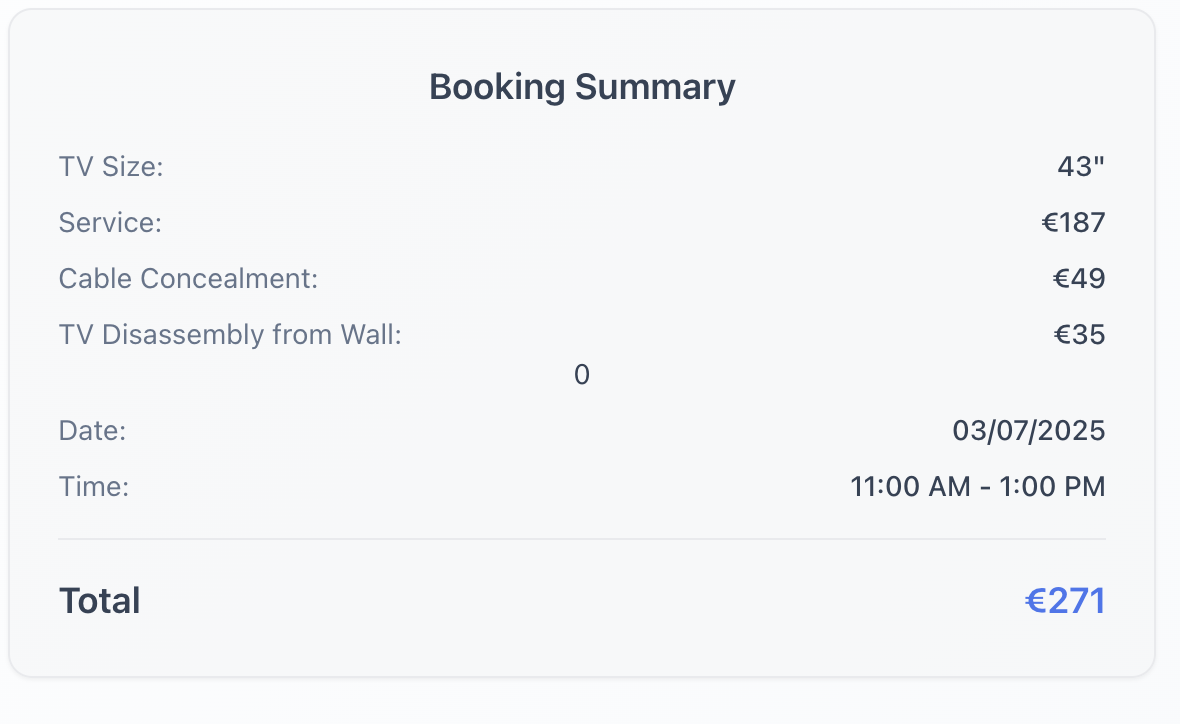 Booking Summary
TV Size: 43"
Service: €187
Cable Concealment: €49
TV Disassembly from Wall: €35
0
Date: 03/07/2025
Time: 11:00 AM - 1:00 PM
Total €271